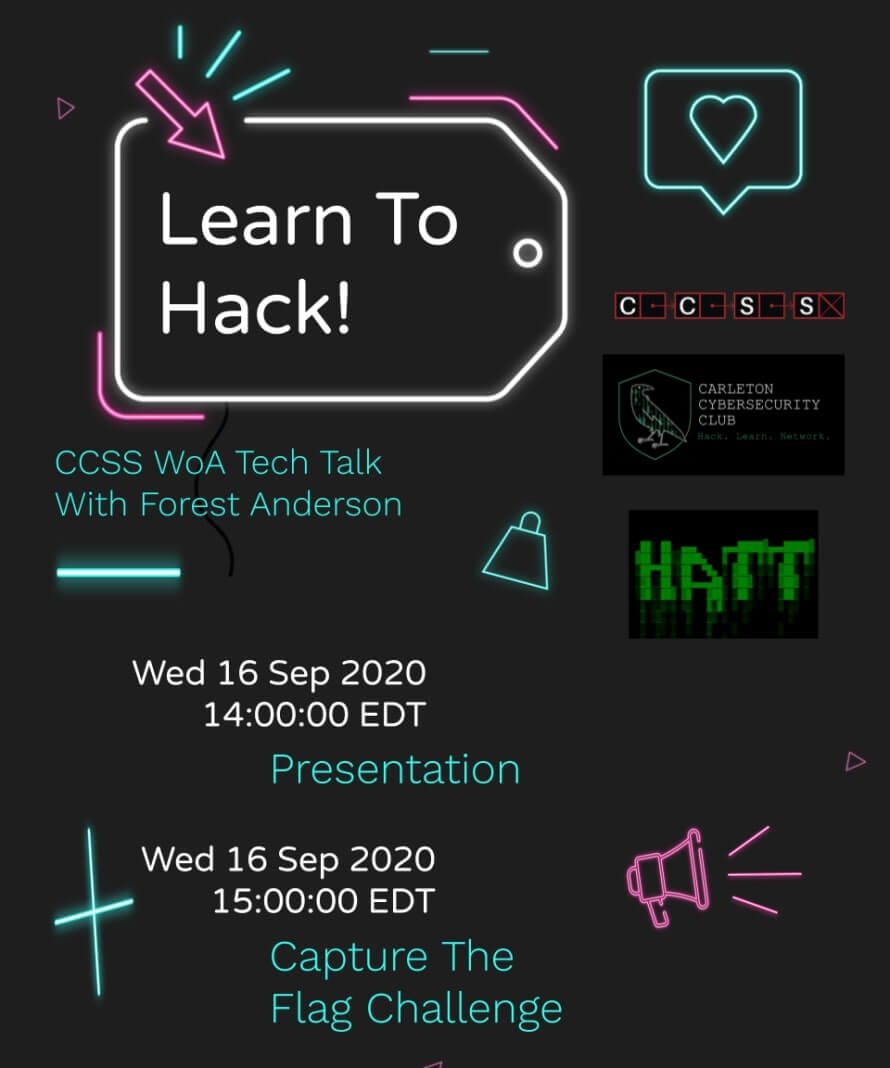 Learn To
Hack!
C C S S
CARLETON
CYBERSECURITY
CLUB
Hack. Learn. Network.
CCSS WoA Tech Talk
With Forest Anderson
HATT
Wed 16 Sep 2020
14:00:00 EDT
Presentation
Wed 16 Sep 2020
15:00:00 EDT
Capture The
Flag Challenge